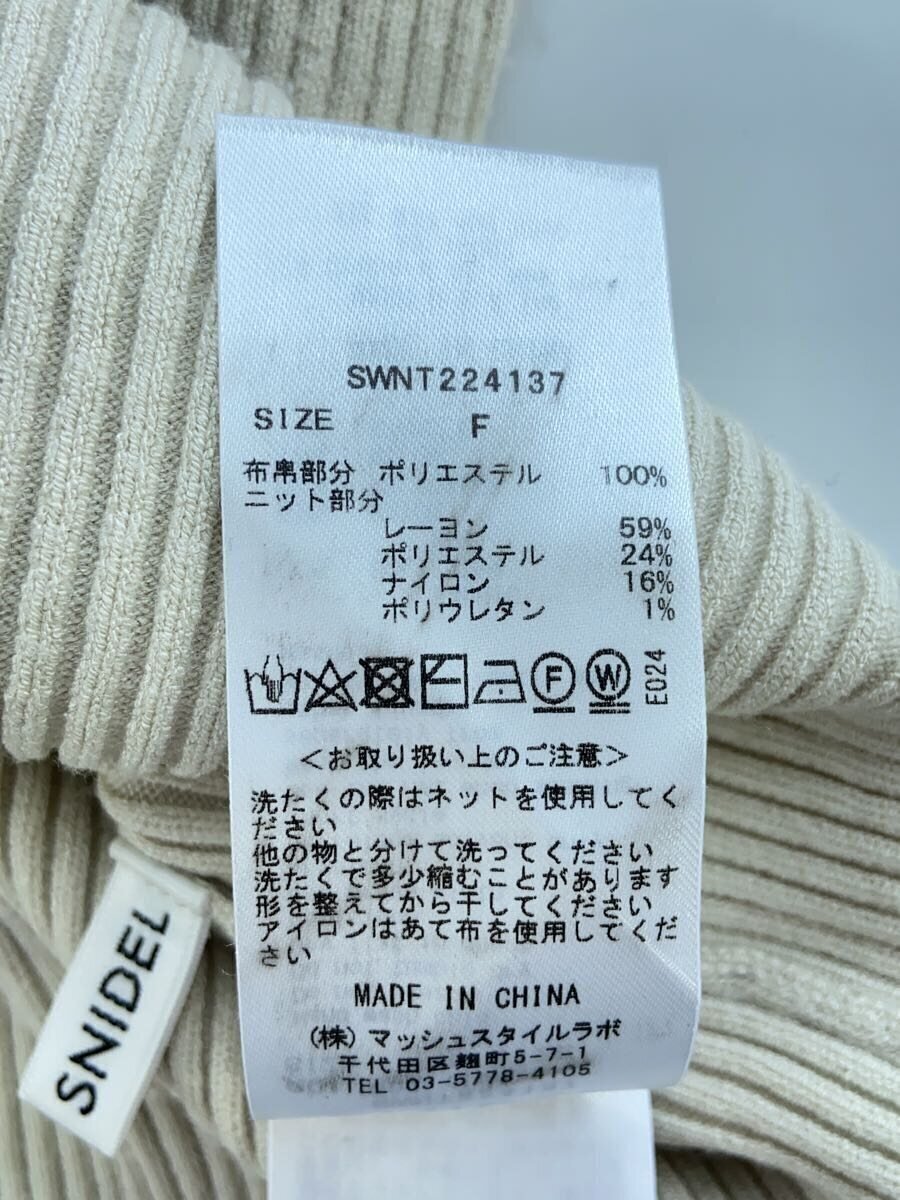 SWNT224137
SIZE F
布帛部分 ポリエステル 100%
ニット部分
レーヨン 59%
ポリエステル 24%
ナイロン 16%
ポリウレタン 1%
F W E024
<お取り扱い上のご注意>
洗たくの際はネットを使用してく
ださい
他の物と分けて洗ってください
洗たくで多少縮むことがあります
形を整えてから干してください
アイロンはあて布を使用してくだ
さい
MADE IN CHINA
(株)マッシュスタイルラボ
千代田区麹町5-7-1
TEL 03-5778-4105
SNIDEL